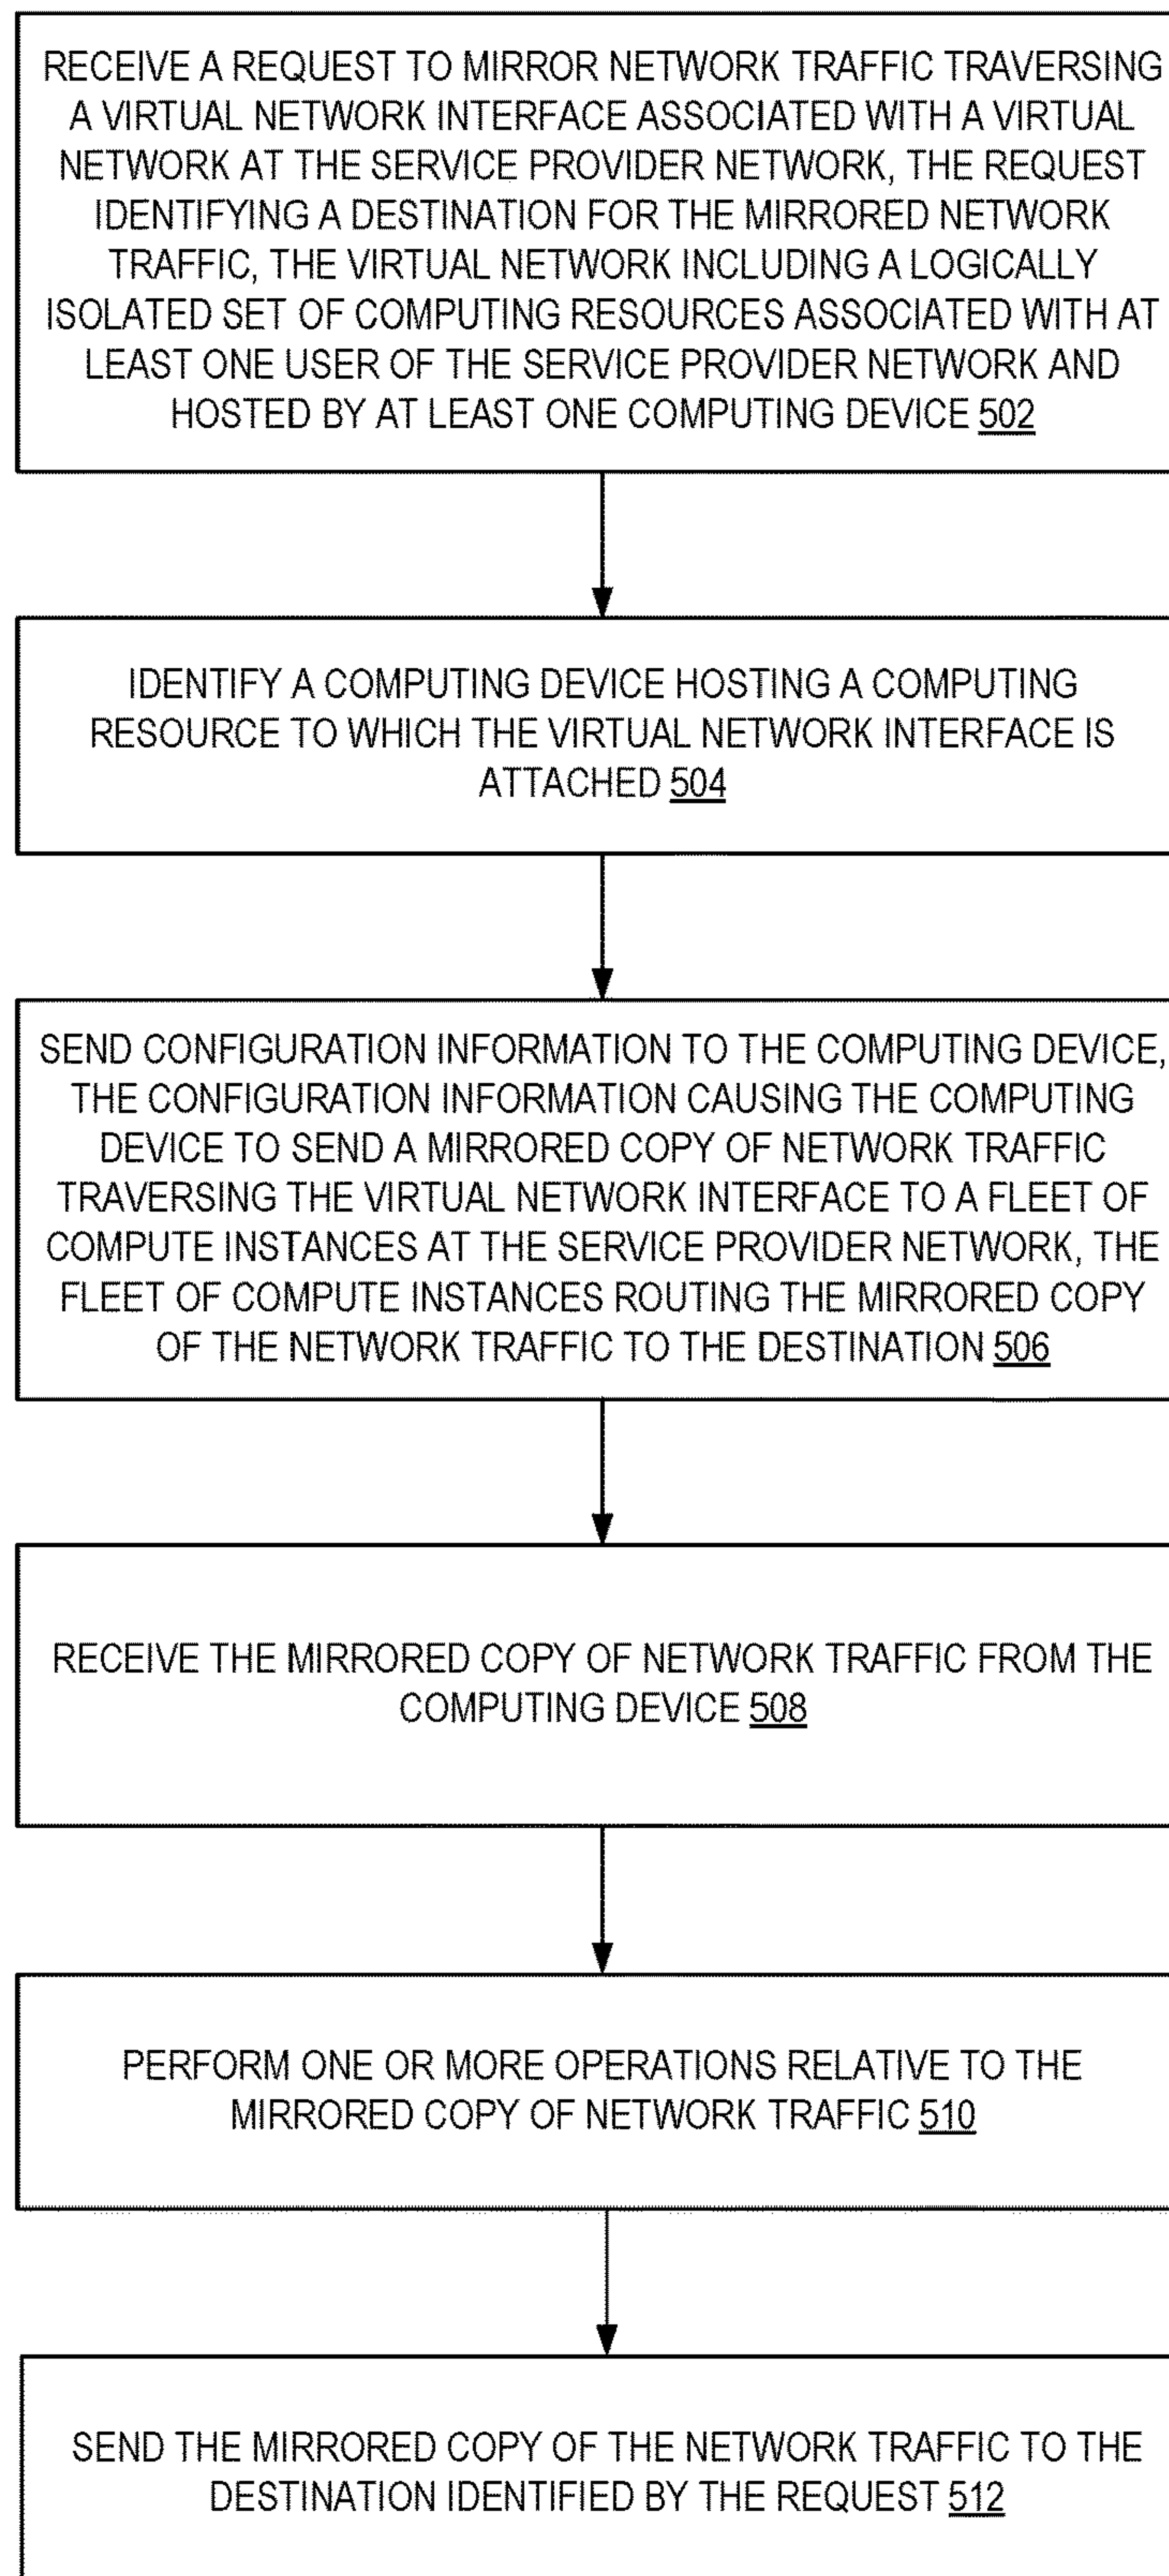 RECEIVE A REQUEST TO MIRROR NETWORK TRAFFIC TRAVERSING
A VIRTUAL NETWORK INTERFACE ASSOCIATED WITH A VIRTUAL
NETWORK AT THE SERVICE PROVIDER NETWORK, THE REQUEST
IDENTIFYING A DESTINATION FOR THE MIRRORED NETWORK
TRAFFIC, THE VIRTUAL NETWORK INCLUDING A LOGICALLY
ISOLATED SET OF COMPUTING RESOURCES ASSOCIATED WITH AT
LEAST ONE USER OF THE SERVICE PROVIDER NETWORK AND
HOSTED BY AT LEAST ONE COMPUTING DEVICE 502
IDENTIFY A COMPUTING DEVICE HOSTING A COMPUTING
RESOURCE TO WHICH THE VIRTUAL NETWORK INTERFACE IS
ATTACHED 504
SEND CONFIGURATION INFORMATION TO THE COMPUTING DEVICE,
THE CONFIGURATION INFORMATION CAUSING THE COMPUTING
DEVICE TO SEND A MIRRORED COPY OF NETWORK TRAFFIC
TRAVERSING THE VIRTUAL NETWORK INTERFACE TO A FLEET OF
COMPUTE INSTANCES AT THE SERVICE PROVIDER NETWORK, THE
FLEET OF COMPUTE INSTANCES ROUTING THE MIRRORED COPY
OF THE NETWORK TRAFFIC TO THE DESTINATION 506
RECEIVE THE MIRRORED COPY OF NETWORK TRAFFIC FROM THE
COMPUTING DEVICE 508
PERFORM ONE OR MORE OPERATIONS RELATIVE TO THE
MIRRORED COPY OF NETWORK TRAFFIC 510
SEND THE MIRRORED COPY OF THE NETWORK TRAFFIC TO THE
DESTINATION IDENTIFIED BY THE REQUEST 512